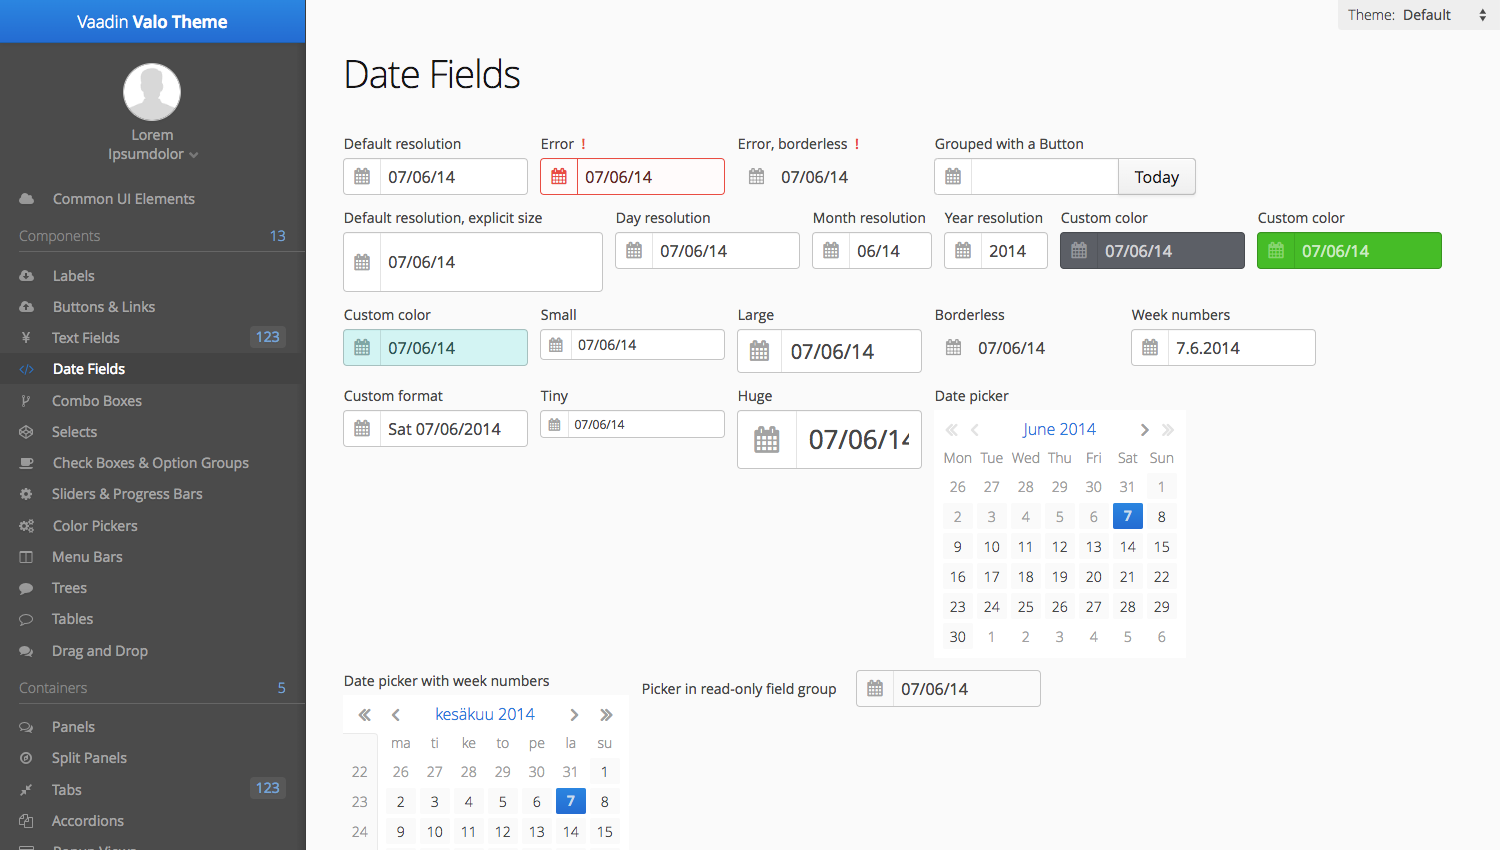 Vaadin Valo Theme
Lorem
Ipsumdolor
Common UI Elements
Components 13
Labels
Buttons & Links
Text Fields 123
Date Fields
Combo Boxes
Selects
Check Boxes & Option Groups
Sliders & Progress Bars
Color Pickers
Menu Bars
Trees
Tables
Drag and Drop
Containers 5
Panels
Split Panels
Tabs 123
Accordions
Theme: Default
Date Fields
Default resolution Error ! Error, borderless ! Grouped with a Button
07/06/14 07/06/14 07/06/14 Today
Default resolution, explicit size Day resolution Month resolution Year resolution Custom color Custom color
07/06/14 07/06/14 06/14 2014 07/06/14 07/06/14
Custom color Small Large Borderless Week numbers
07/06/14 07/06/14 07/06/14 07/06/14 7.6.2014
Custom format Tiny Huge Date picker
Sat 07/06/2014 07/06/14 07/06/14
June 2014
Mon Tue Wed Thu Fri Sat Sun
26 27 28 29 30 31 1
2 3 4 5 6 7 8
9 10 11 12 13 14 15
16 17 18 19 20 21 22
23 24 25 26 27 28 29
30 1 2 3 4 5 6
Date picker with week numbers
Picker in read-only field group 07/06/14
kesäkuu 2014
ma ti ke to pe la su
22 26 27 28 29 30 31 1
23 2 3 4 5 6 7 8
24 9 10 11 12 13 14 15